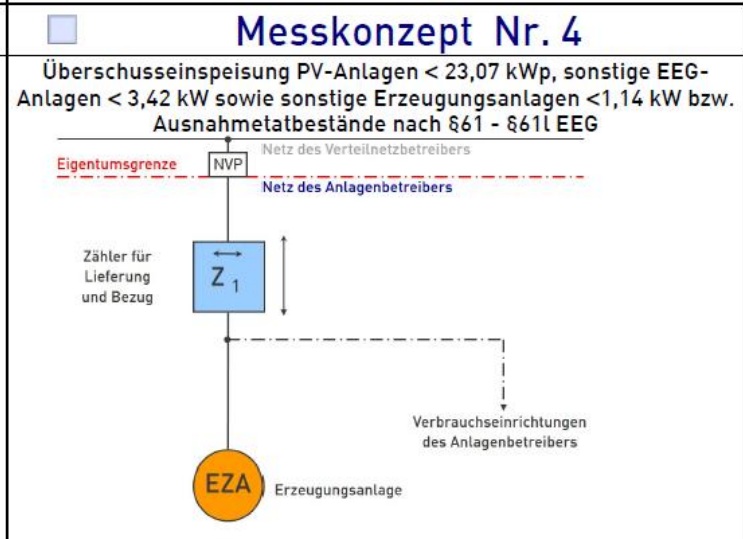 Messkonzept Nr. 4
Überschusseinspeisung PV-Anlagen < 23,07 kWp, sonstige EEG-
Anlagen < 3,42 kW sowie sonstige Erzeugungsanlagen <1,14 kW bzw.
Ausnahmetatbestände nach §61 - §61l EEG
Netz des Verteilnetzbetreibers
Eigentumsgrenze
NVP
Netz des Anlagenbetreibers
Zähler für
Lieferung
und Bezug
Z 1
Verbrauchseinrichtungen
des Anlagenbetreibers
EZA
Erzeugungsanlage